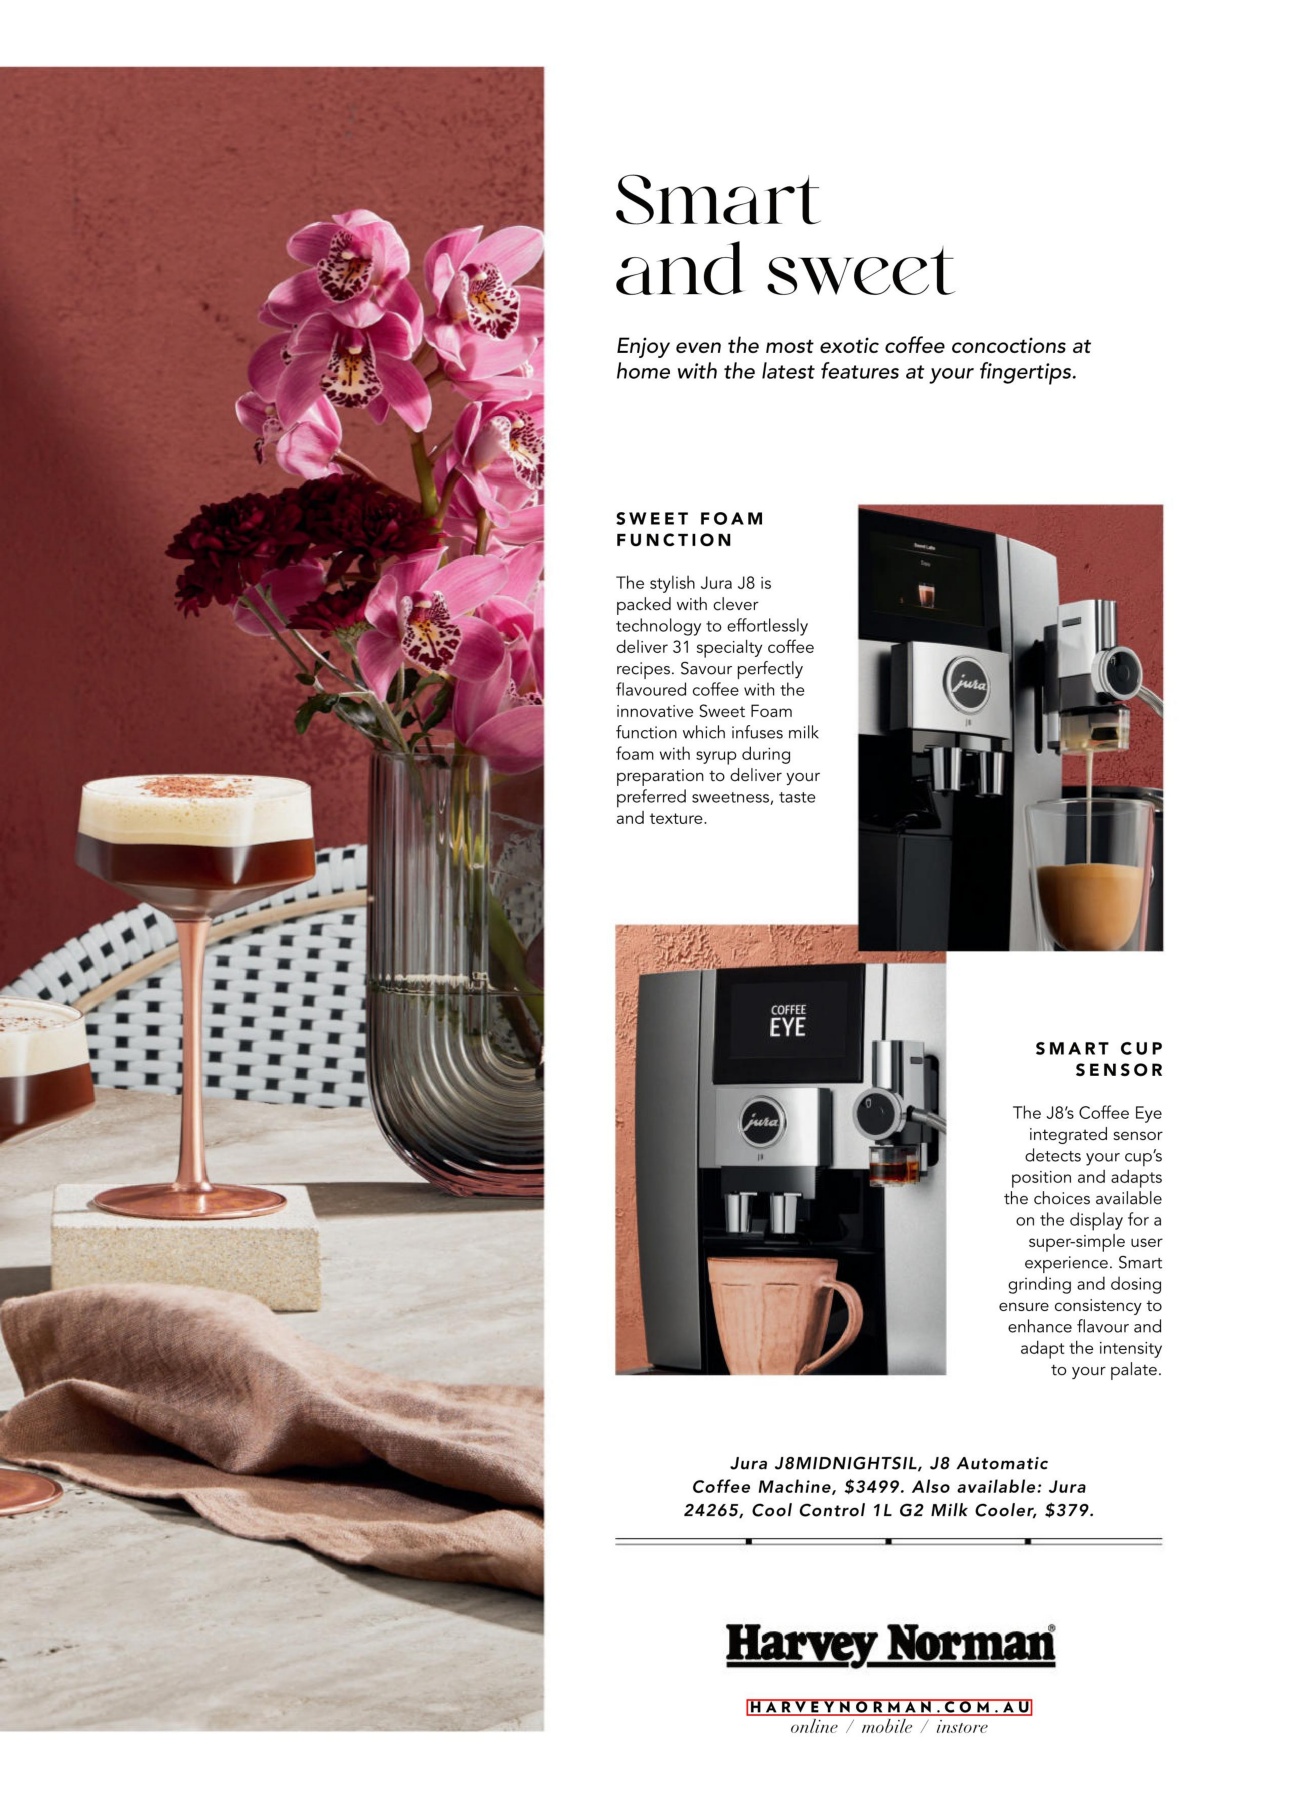 Smart
and sweet
Enjoy even the most exotic coffee concoctions at
home with the latest features at your fingertips.
SWEET FOAM
FUNCTION
The stylish Jura J8 is
packed with clever
technology to effortlessly
deliver 31 specialty coffee
recipes. Savour perfectly
flavoured coffee with the
innovative Sweet Foam
function which infuses milk
foam with syrup during
preparation to deliver your
preferred sweetness, taste
and texture.
Sweet Latte
jura
J8
COFFEE
EYE
jura
J8
SMART CUP
SENSOR
The J8’s Coffee Eye
integrated sensor
detects your cup’s
position and adapts
the choices available
on the display for a
super-simple user
experience. Smart
grinding and dosing
ensure consistency to
enhance flavour and
adapt the intensity
to your palate.
Jura J8MIDNIGHTSIL, J8 Automatic
Coffee Machine, $3499. Also available: Jura
24265, Cool Control 1L G2 Milk Cooler, $379.
Harvey Norman®
HARVEYNORMAN.COM.AU
online / mobile / instore